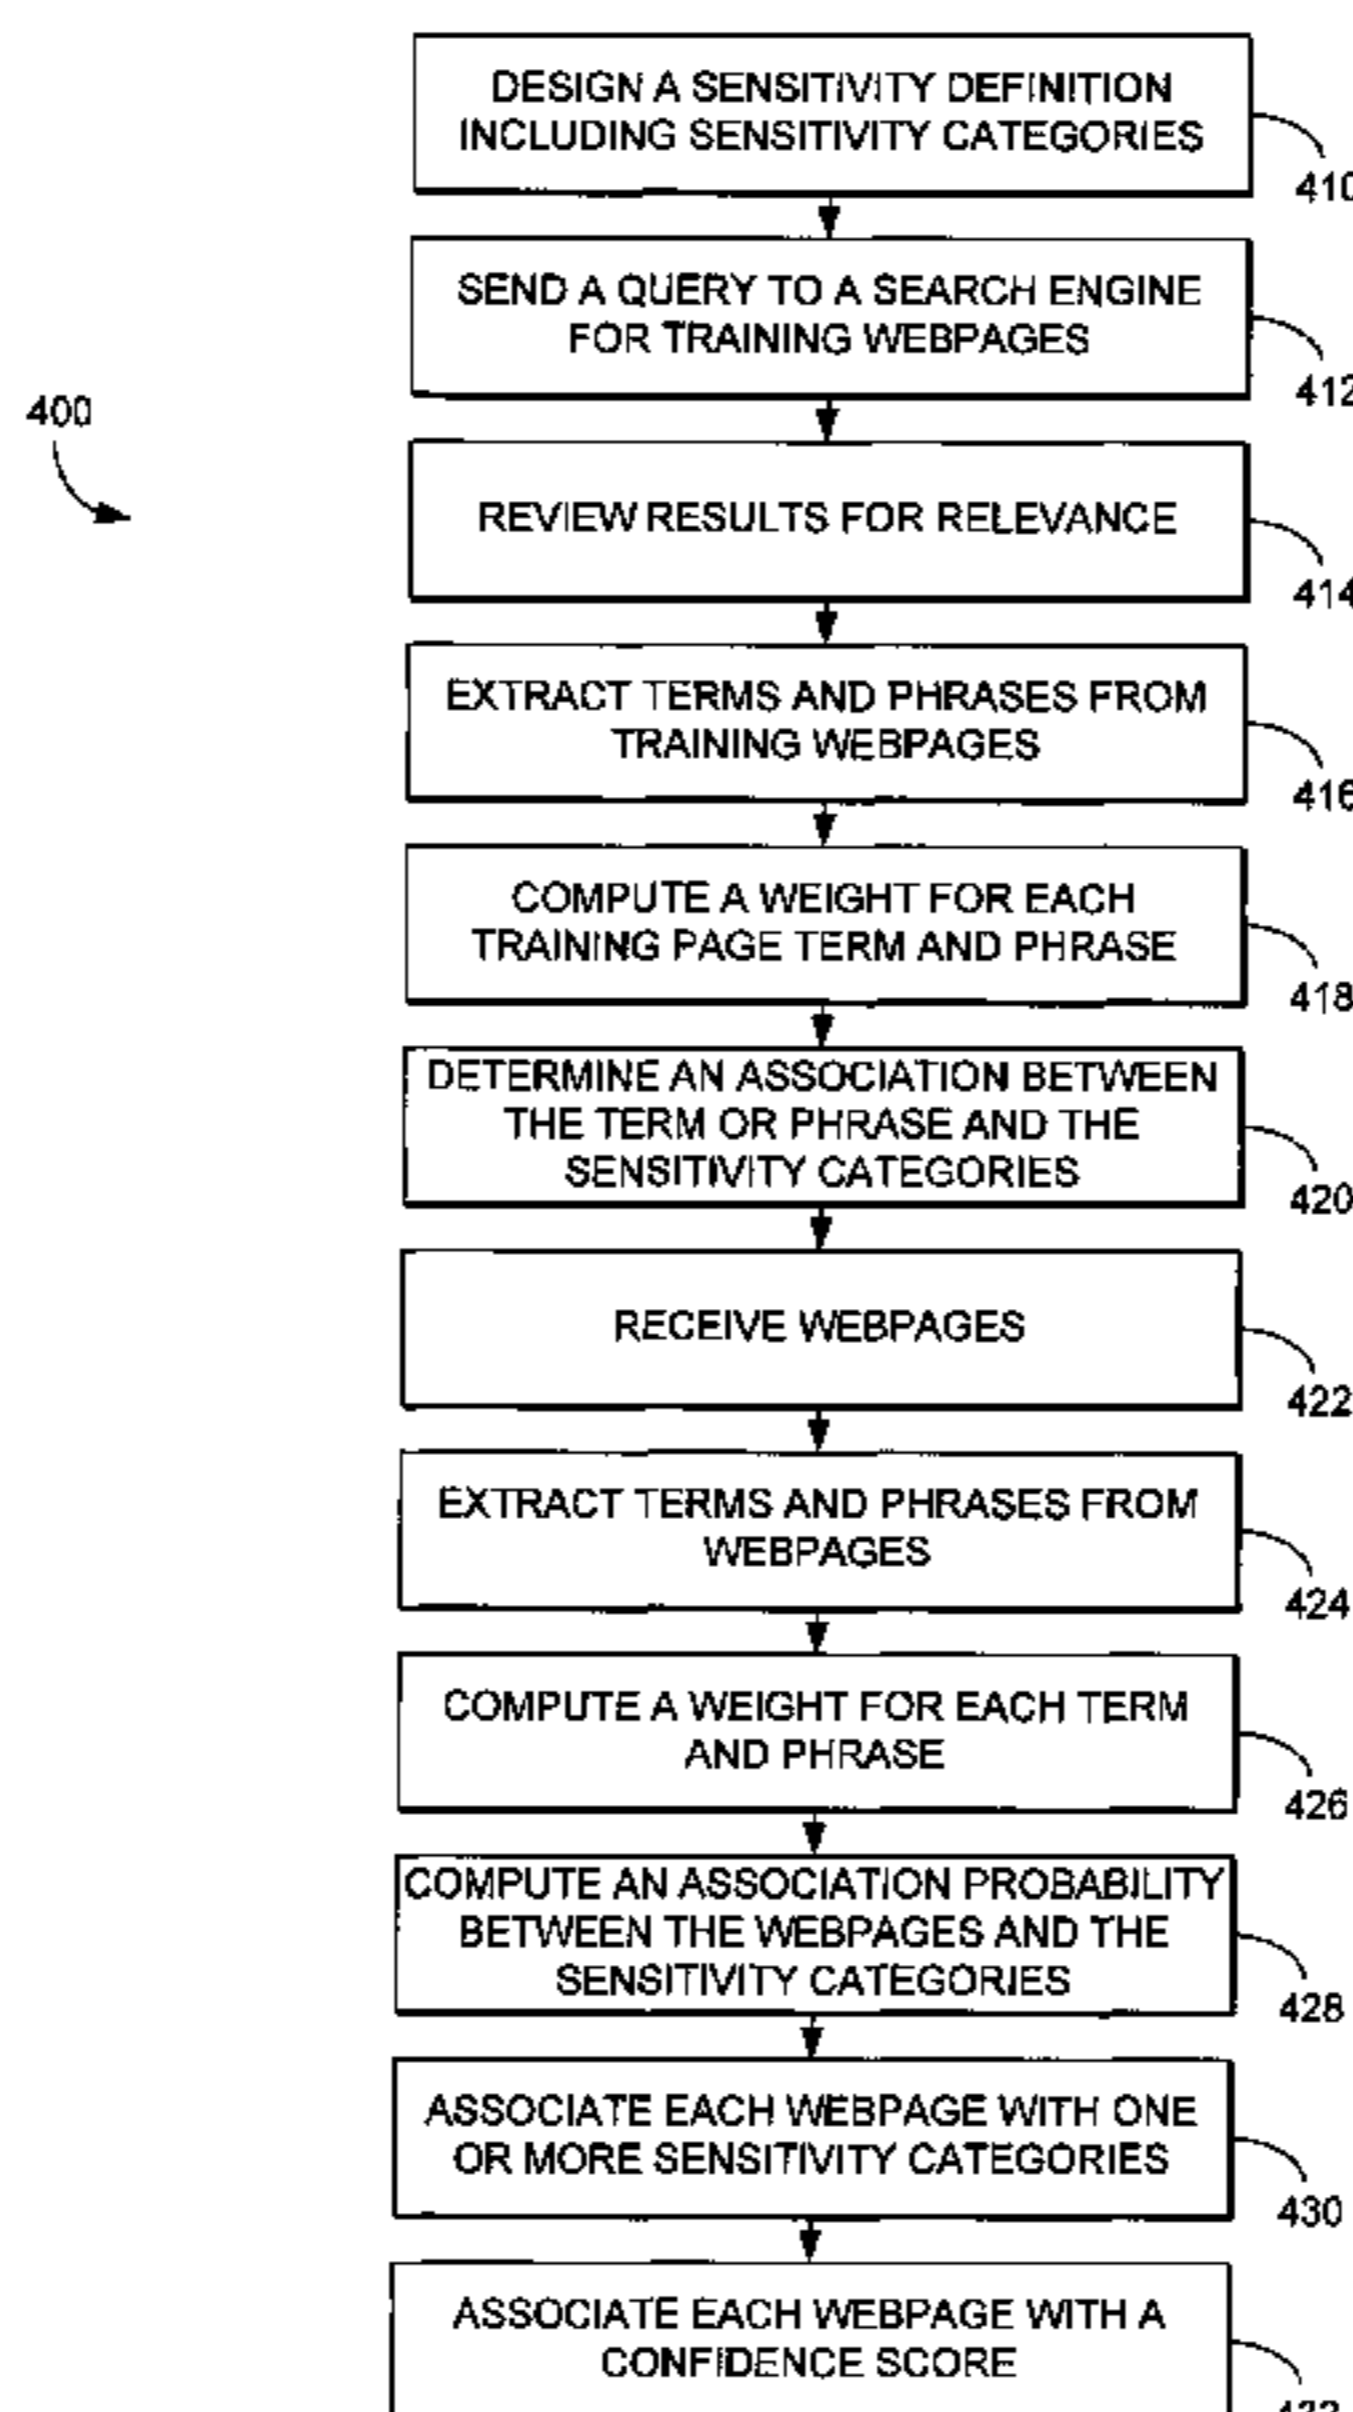 DESIGN A SENSITIVITY DEFINITION
INCLUDING SENSITIVITY CATEGORIES
410
SEND A QUERY TO A SEARCH ENGINE
FOR TRAINING WEBPAGES
412
400
REVIEW RESULTS FOR RELEVANCE
414
EXTRACT TERMS AND PHRASES FROM
TRAINING WEBPAGES
416
COMPUTE A WEIGHT FOR EACH
TRAINING PAGE TERM AND PHRASE
418
DETERMINE AN ASSOCIATION BETWEEN
THE TERM OR PHRASE AND THE
SENSITIVITY CATEGORIES
420
RECEIVE WEBPAGES
422
EXTRACT TERMS AND PHRASES FROM
WEBPAGES
424
COMPUTE A WEIGHT FOR EACH TERM
AND PHRASE
426
COMPUTE AN ASSOCIATION PROBABILITY
BETWEEN THE WEBPAGES AND THE
SENSITIVITY CATEGORIES
428
ASSOCIATE EACH WEBPAGE WITH ONE
OR MORE SENSITIVITY CATEGORIES
430
ASSOCIATE EACH WEBPAGE WITH A
CONFIDENCE SCORE